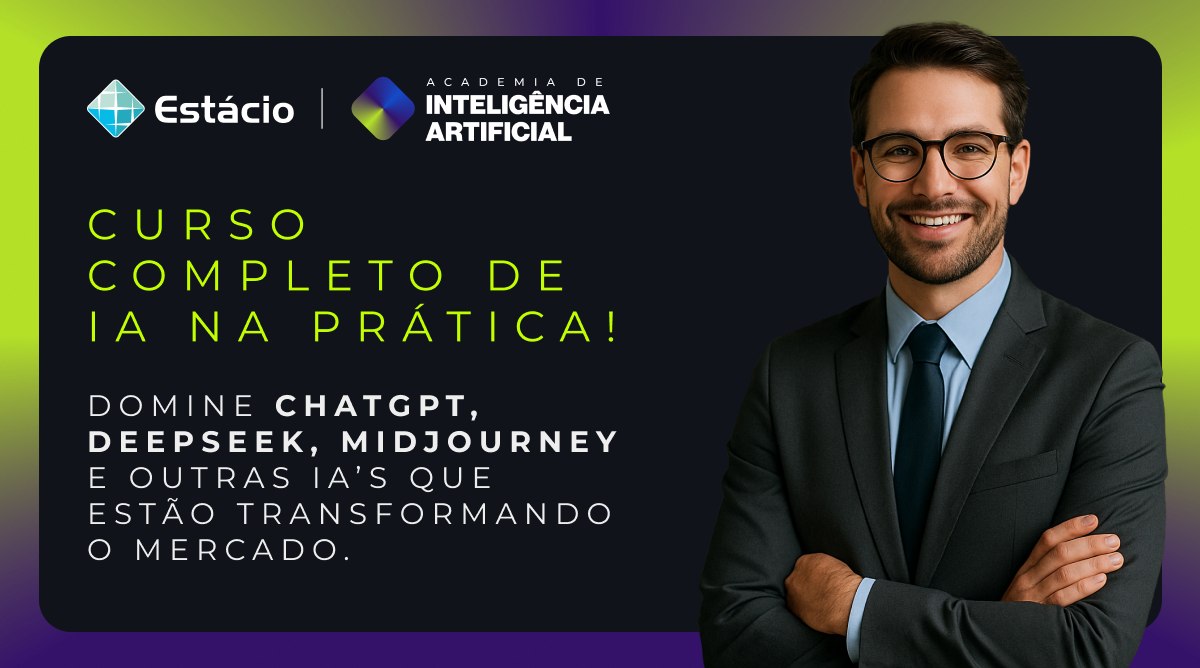 Estácio
ACADEMIA DE
INTELIGÊNCIA
ARTIFICIAL
CURSO
COMPLETO DE
IA NA PRÁTICA!
DOMINE CHATGPT,
DEEPSEEK, MIDJOURNEY
E OUTRAS IA’S QUE
ESTÃO TRANSFORMANDO
O MERCADO.